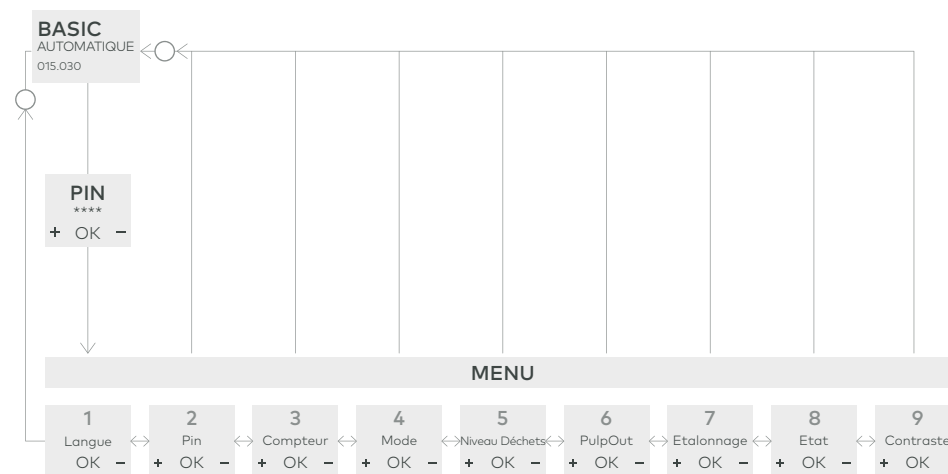 BASIC
AUTOMATIQUE
015.030
PIN
****
+ OK −
MENU
1
Langue
OK −
2
Pin
+ OK −
3
Compteur
+ OK −
4
Mode
+ OK −
5
Niveau Déchets
+ OK −
6
PulpOut
+ OK −
7
Etalonnage
+ OK −
8
Etat
+ OK −
9
Contraste
+ OK